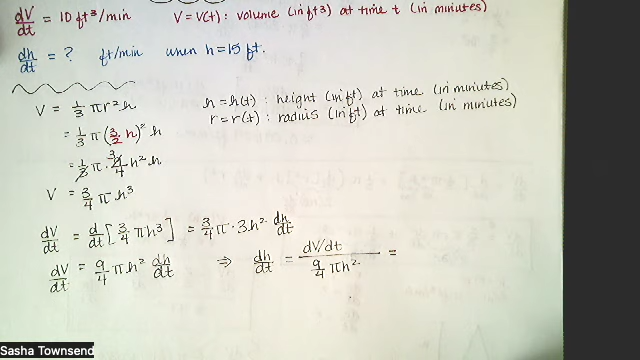 dV/dt = 10 ft³/min V = V(t): volume (in ft3) at time t (in minutes)
dh/dt = ? ft/min when h = 15 ft.
V = 1/3 πr²h h = h(t): height (in ft) at time (in minutes)
= 1/3 π (3/2 h)² h r = r(t): radius (in ft) at time (in minutes)
= 1/3 π · 9/4 h² h
V = 3/4 πh³
dV/dt = d/dt [3/4 πh³] = 3/4 π · 3h² dh/dt
dV/dt = 9/4 πh² dh/dt ⇒ dh/dt = dV/dt / 9/4 πh² =
Sasha Townsend